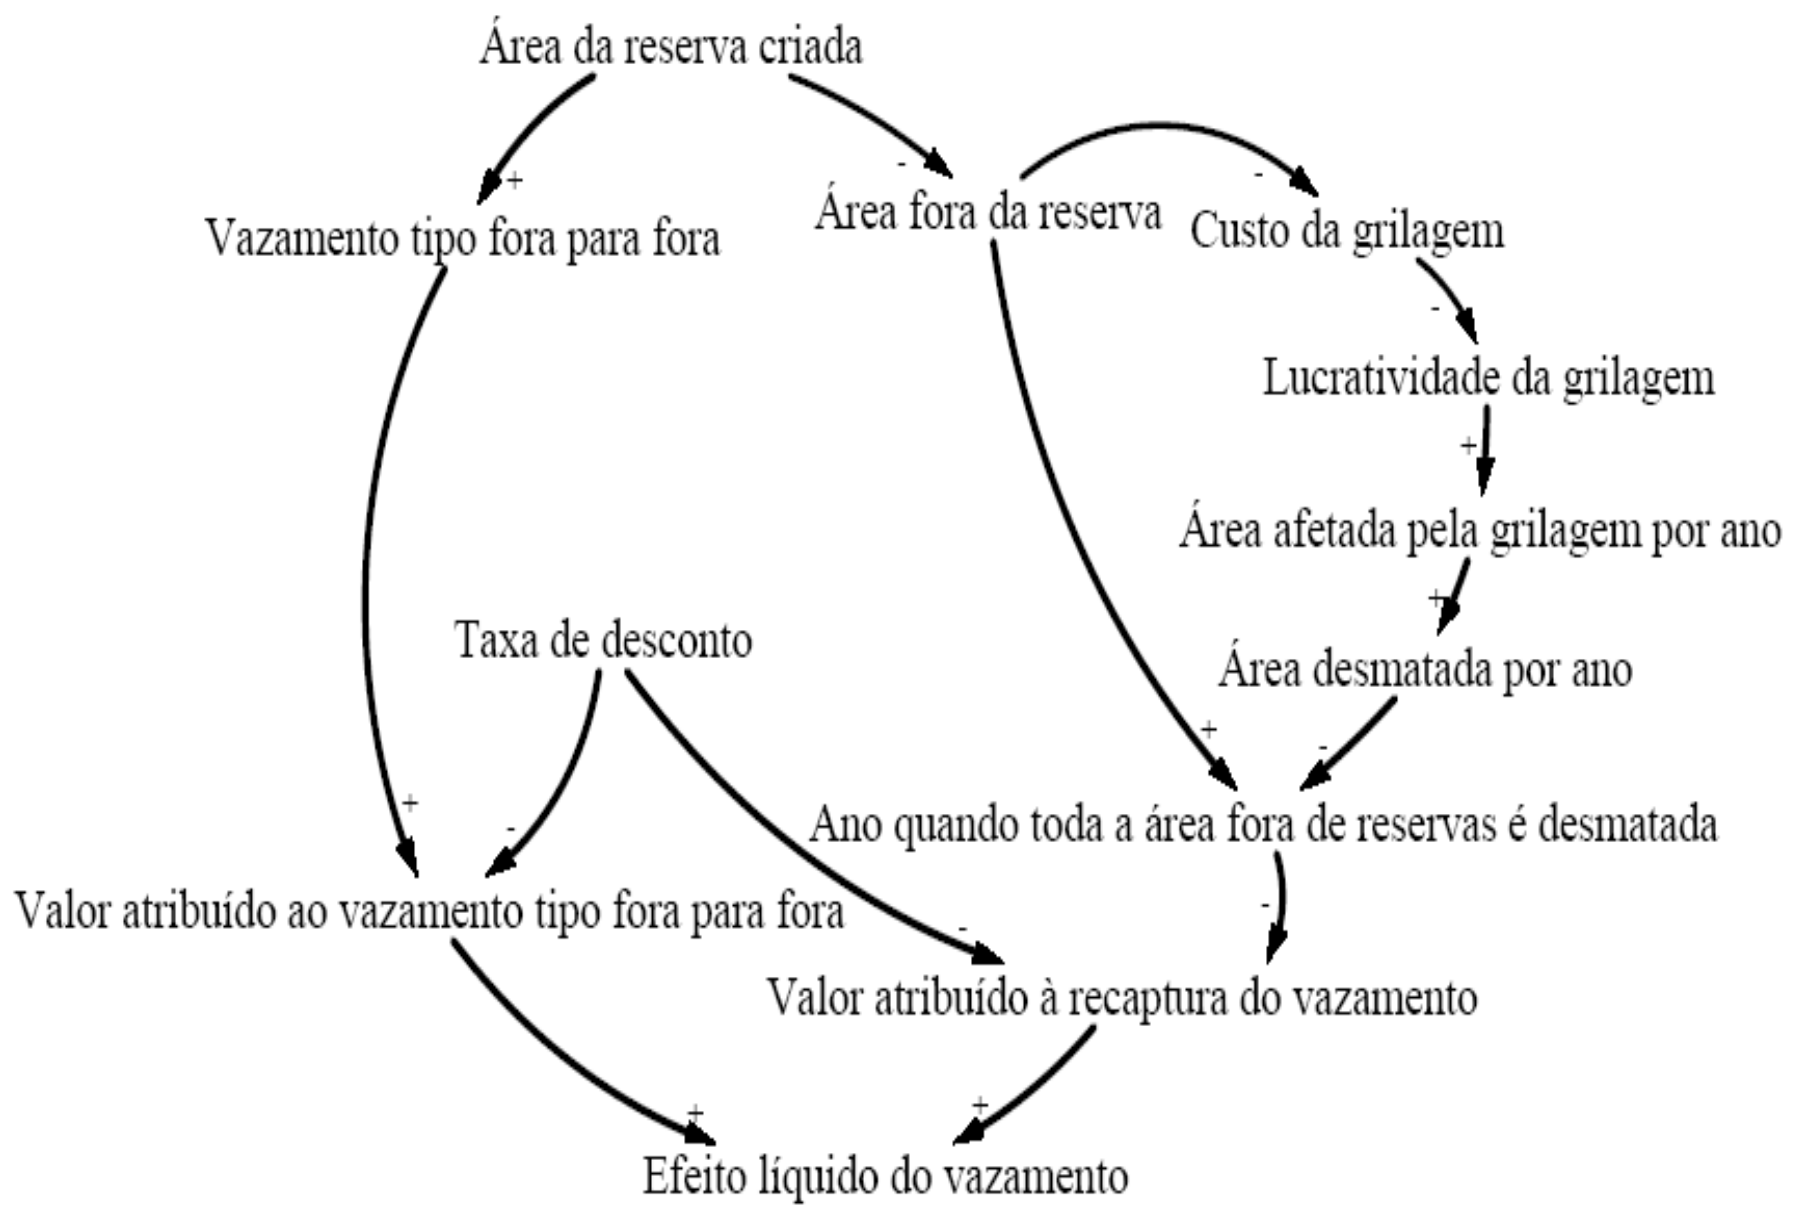 Área da reserva criada
-
+
-
Área fora da reserva
Vazamento tipo fora para fora
Custo da grilagem
-
Lucratividade da grilagem
+
Área afetada pela grilagem por ano
+
Taxa de desconto
Área desmatada por ano
+
-
+
-
Ano quando toda a área fora de reservas é desmatada
Valor atribuído ao vazamento tipo fora para fora
-
-
Valor atribuído à recaptura do vazamento
+
+
Efeito líquido do vazamento